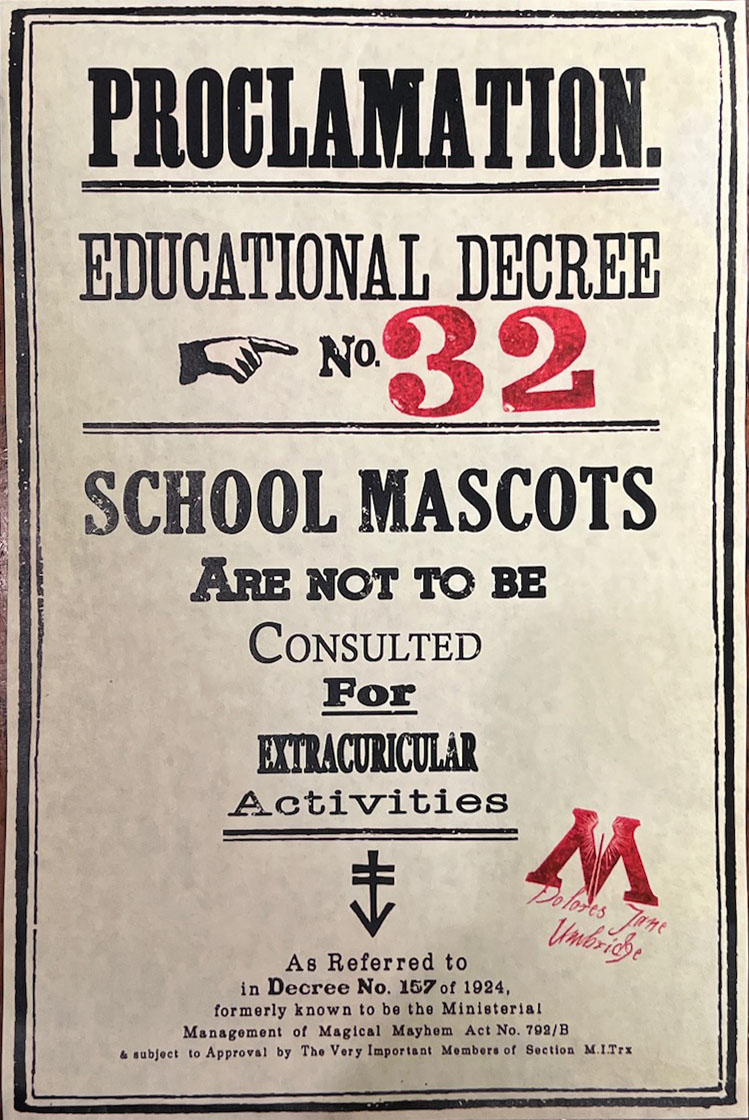 PROCLAMATION.
EDUCATIONAL DECREE
No. 32
SCHOOL MASCOTS
ARE NOT TO BE
CONSULTED
For
EXTRACURICULAR
Activities
M
Dolores Jane
Umbridge
As Referred to
in Decree No. 157 of 1924,
formerly known to be the Ministerial
Management of Magical Mayhem Act No. 792/B
& subject to Approval by The Very Important Members of Section M.I.Trx